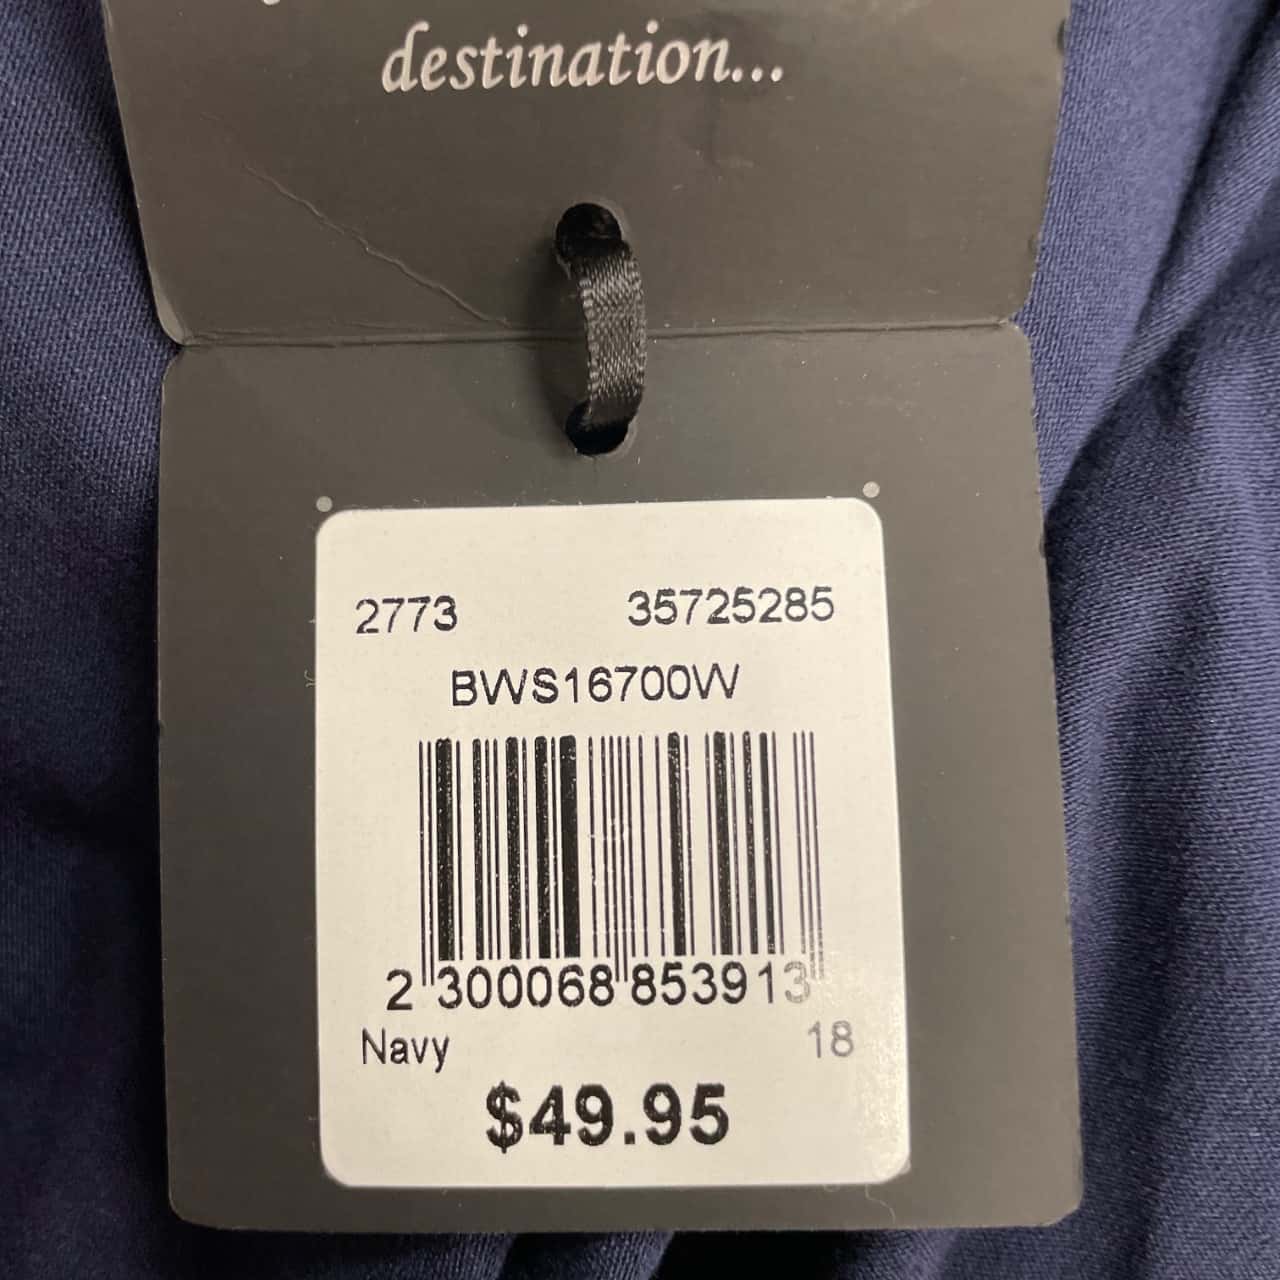 destination...
2773 35725285
BWS16700W
2 300068 853913
Navy 18
$49.95